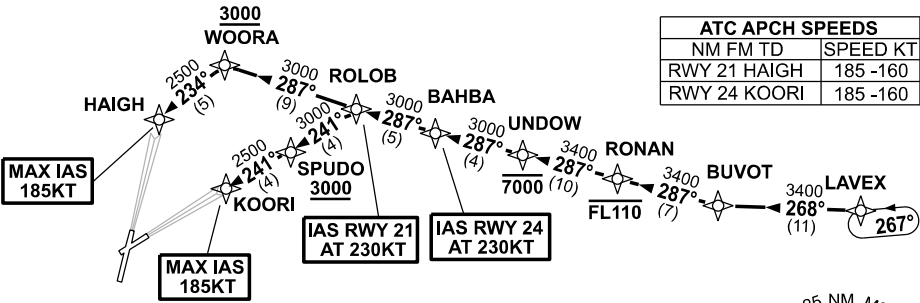 3000
WOORA
2500
234°
(5)
3000
287°
(9)
ROLOB
HAIGH
MAX IAS
185KT
3000
241°
(4)
SPUDO
3000
2500
241°
(4)
KOORI
MAX IAS
185KT
3000
287°
(5)
BAHBA
IAS RWY 21
AT 230KT
IAS RWY 24
AT 230KT
3000
287°
(4)
UNDOW
7000
3400
287°
(10)
RONAN
FL110
3400
287°
(7)
BUVOT
3400
268°
(11)
LAVEX
267°
ATC APCH SPEEDS
NM FM TD SPEED KT
RWY 21 HAIGH 185 -160
RWY 24 KOORI 185 -160
NM